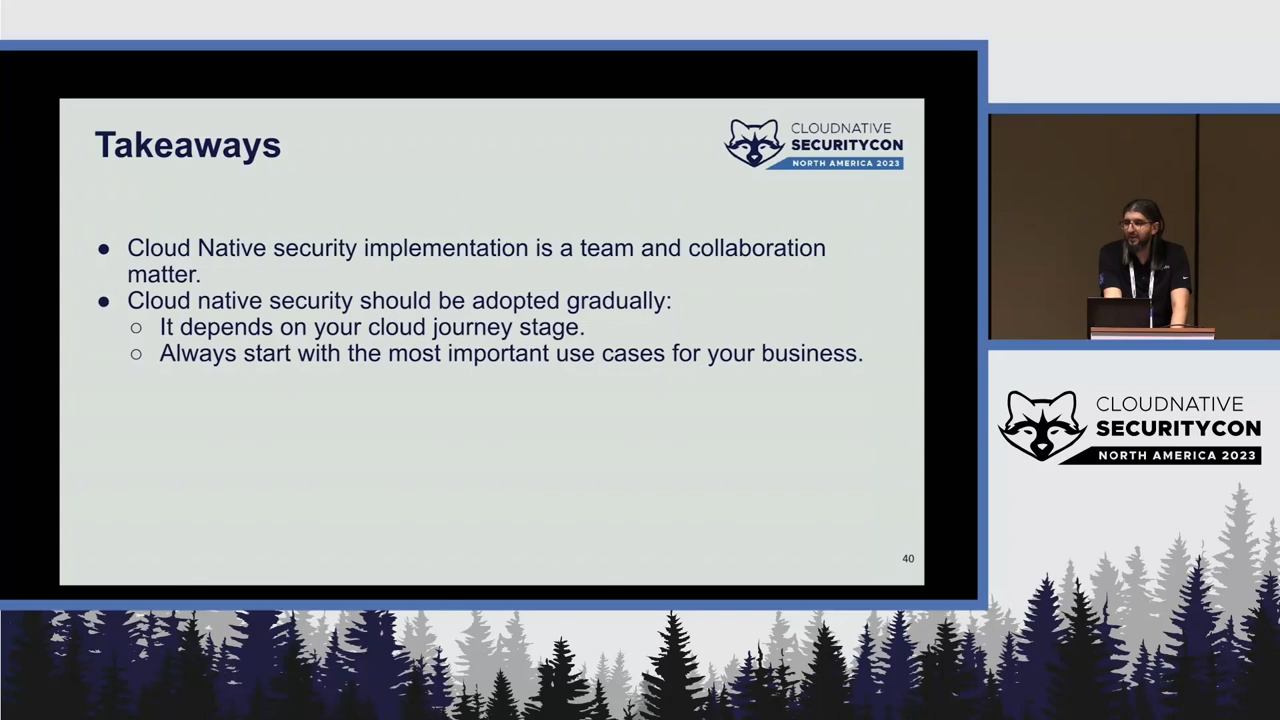 Takeaways
CLOUDNATIVE
SECURITYCON
NORTH AMERICA 2023
● Cloud Native security implementation is a team and collaboration
matter.
● Cloud native security should be adopted gradually:
○ It depends on your cloud journey stage.
○ Always start with the most important use cases for your business.
40
CLOUDNATIVE
SECURITYCON
NORTH AMERICA 2023